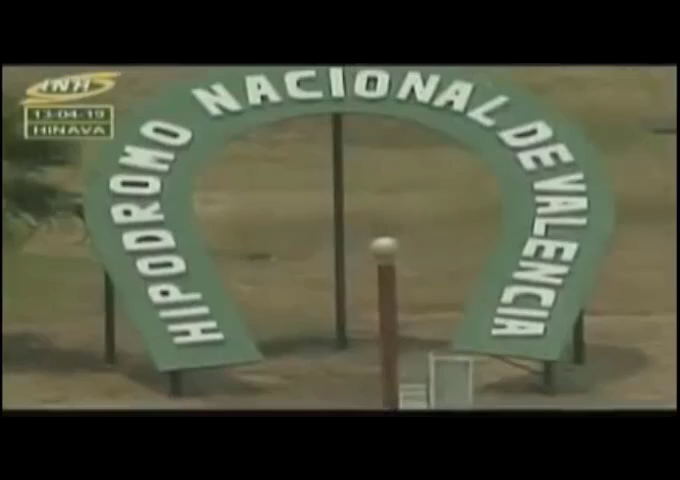 INH
13-04-19
HINAVA
HIPODROMO NACIONAL DE VALENCIA